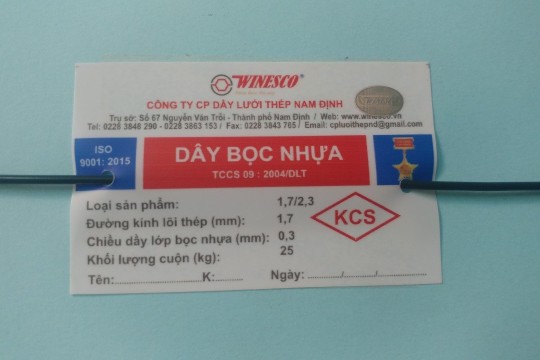 WINESCO
CÔNG TY CP DÂY LƯỚI THÉP NAM ĐỊNH
Trụ sở: Số 67 Nguyễn Văn Trỗi - Thành phố Nam Định / Web: www.winesco.vn
Tel: 0228 3848 290 - 0228 3863 153 / Fax: 0228 3843 765 / Email: cpluoithepnd@gmail.com
ISO
9001: 2015
DÂY BỌC NHỰA
TCCS 09 : 2004/DLT
Loại sản phẩm: 1,7/2,3
Đường kính lõi thép (mm): 1,7
Chiều dầy lớp bọc nhựa (mm): 0,3
Khối lượng cuộn (kg): 25
KCS
Tên:.......................... K:........ Ngày: ........./........./.........